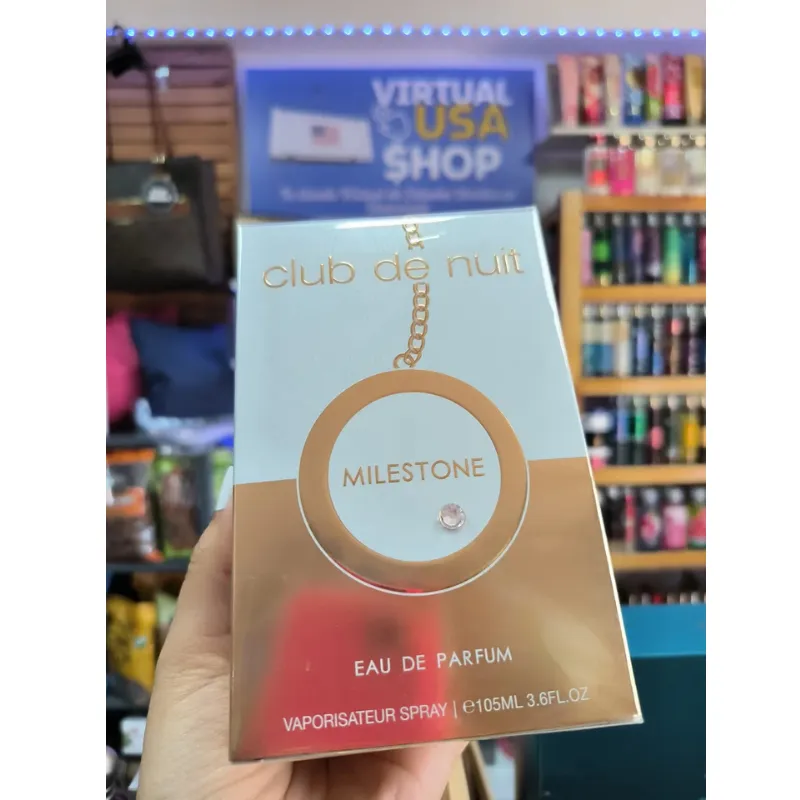 VIRTUAL
USA
$HOP
club de nuit
MILESTONE
EAU DE PARFUM
VAPORISATEUR SPRAY | ℮105ML 3.6FL.OZ